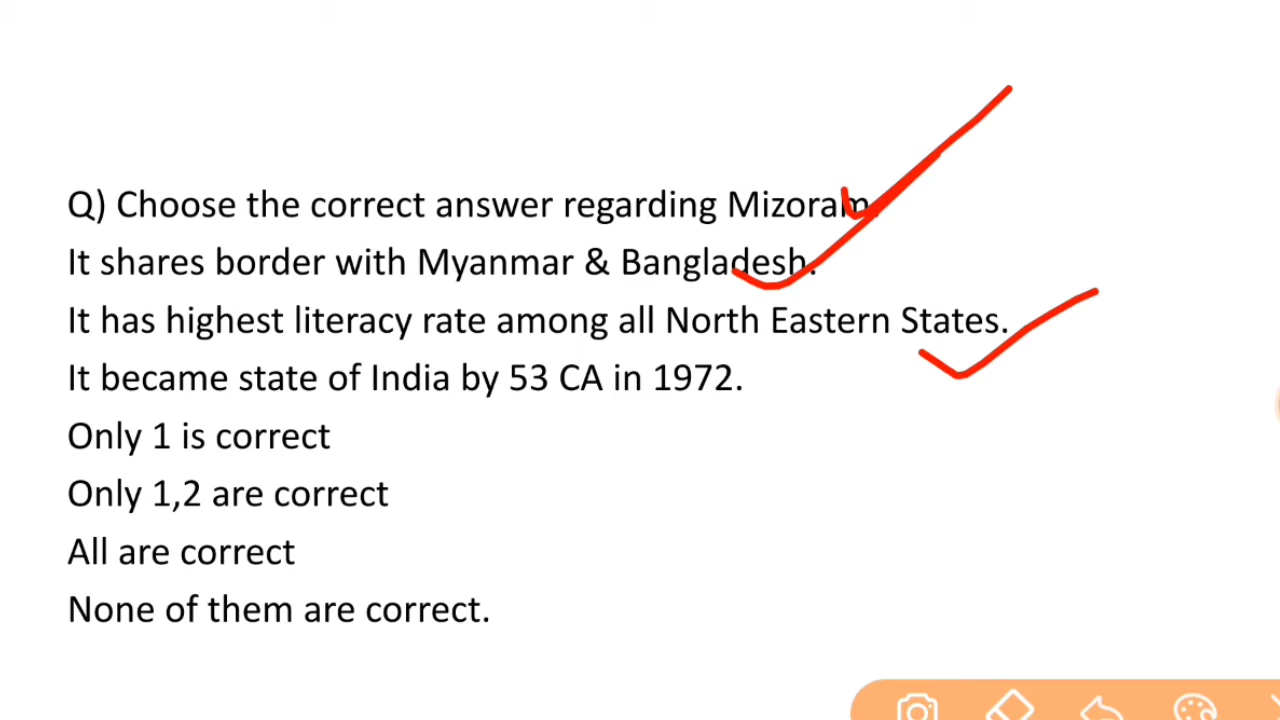 Q) Choose the correct answer regarding Mizoram.
It shares border with Myanmar & Bangladesh.
It has highest literacy rate among all North Eastern States.
It became state of India by 53 CA in 1972.
Only 1 is correct
Only 1,2 are correct
All are correct
None of them are correct.